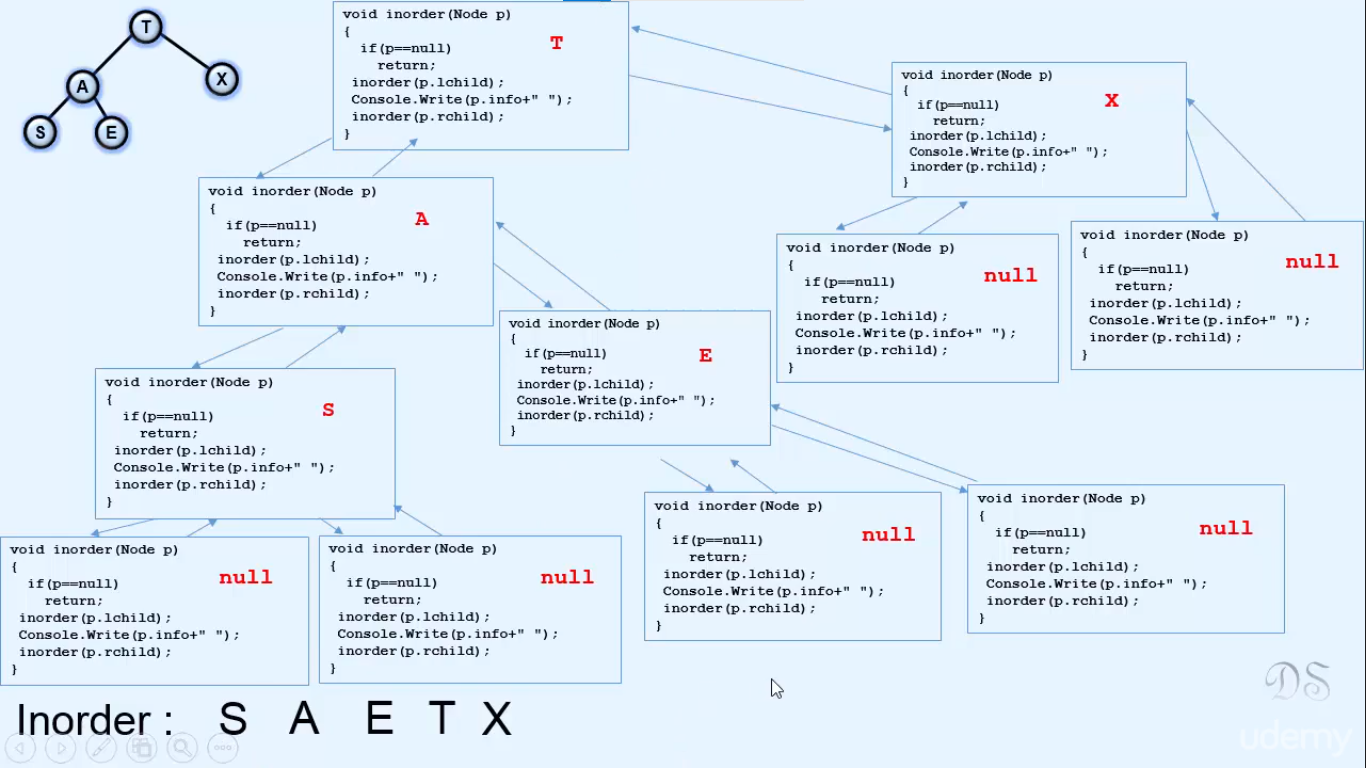 T
A
X
S
E
void inorder(Node p)
{
if(p==null)
return;
inorder(p.lchild);
Console.Write(p.info+" ");
inorder(p.rchild);
}
T
void inorder(Node p)
{
if(p==null)
return;
inorder(p.lchild);
Console.Write(p.info+" ");
inorder(p.rchild);
}
X
void inorder(Node p)
{
if(p==null)
return;
inorder(p.lchild);
Console.Write(p.info+" ");
inorder(p.rchild);
}
A
void inorder(Node p)
{
if(p==null)
return;
inorder(p.lchild);
Console.Write(p.info+" ");
inorder(p.rchild);
}
null
void inorder(Node p)
{
if(p==null)
return;
inorder(p.lchild);
Console.Write(p.info+" ");
inorder(p.rchild);
}
null
void inorder(Node p)
{
if(p==null)
return;
inorder(p.lchild);
Console.Write(p.info+" ");
inorder(p.rchild);
}
E
void inorder(Node p)
{
if(p==null)
return;
inorder(p.lchild);
Console.Write(p.info+" ");
inorder(p.rchild);
}
S
void inorder(Node p)
{
if(p==null)
return;
inorder(p.lchild);
Console.Write(p.info+" ");
inorder(p.rchild);
}
null
void inorder(Node p)
{
if(p==null)
return;
inorder(p.lchild);
Console.Write(p.info+" ");
inorder(p.rchild);
}
null
void inorder(Node p)
{
if(p==null)
return;
inorder(p.lchild);
Console.Write(p.info+" ");
inorder(p.rchild);
}
null
void inorder(Node p)
{
if(p==null)
return;
inorder(p.lchild);
Console.Write(p.info+" ");
inorder(p.rchild);
}
null
Inorder : S A E T X
DS
udemy